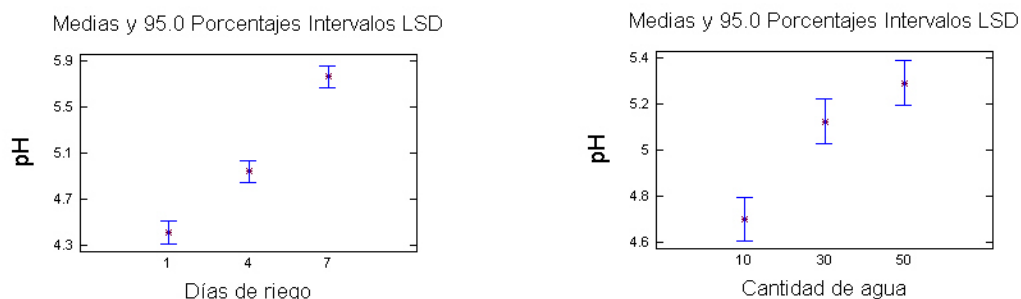 Medias y 95.0 Porcentajes Intervalos LSD
5.9
5.5
5.1
4.7
4.3
pH
1 4 7
Días de riego
Medias y 95.0 Porcentajes Intervalos LSD
5.4
5.2
5
4.8
4.6
pH
10 30 50
Cantidad de agua